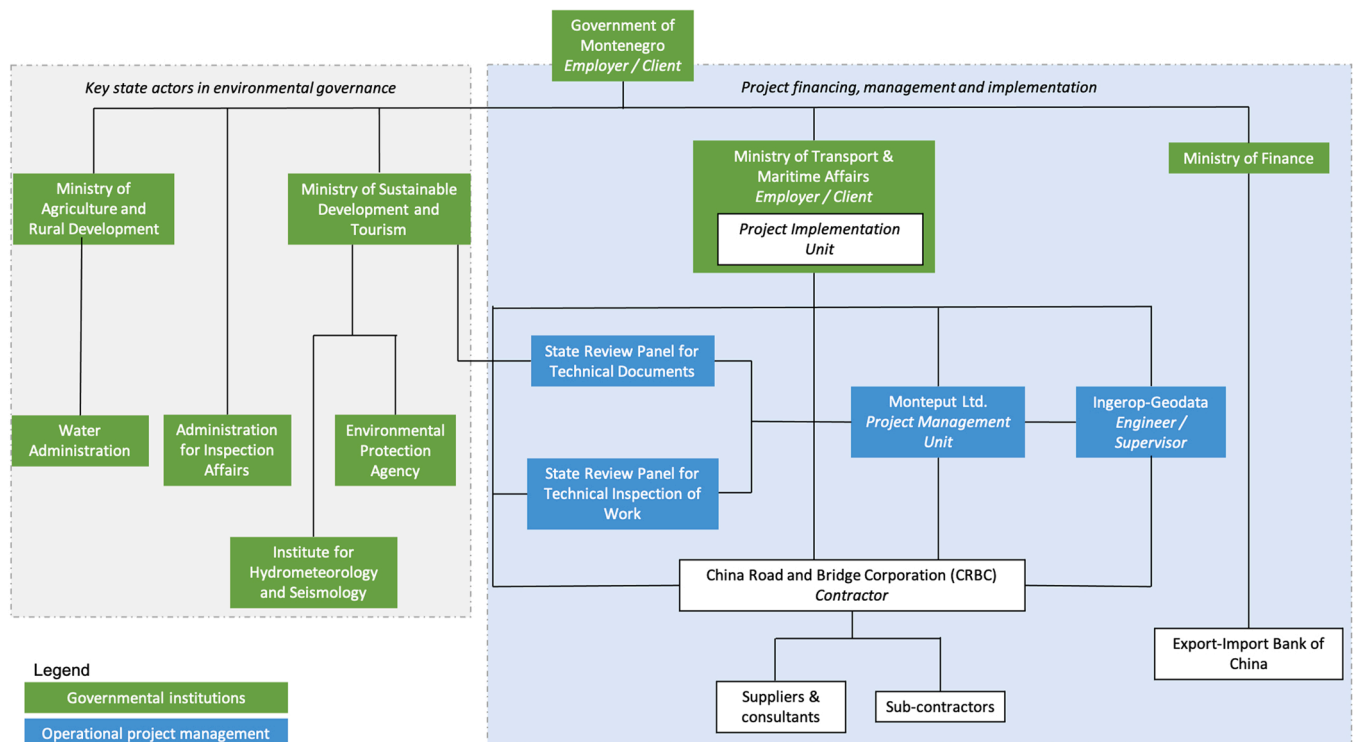 Government of
Montenegro
Employer / Client
Key state actors in environmental governance
Project financing, management and implementation
Ministry of
Agriculture and
Rural Development
Ministry of Sustainable
Development and
Tourism
Ministry of Transport &
Maritime Affairs
Employer / Client
Project Implementation
Unit
Ministry of Finance
State Review Panel for
Technical Documents
Monteput Ltd.
Project Management
Unit
Ingerop-Geodata
Engineer /
Supervisor
Water
Administration
Administration
for Inspection
Affairs
Environmental
Protection
Agency
State Review Panel for
Technical Inspection of
Work
Institute for
Hydrometeorology
and Seismology
China Road and Bridge Corporation (CRBC)
Contractor
Export-Import Bank of
China
Suppliers &
consultants
Sub-contractors
Legend
Governmental institutions
Operational project management